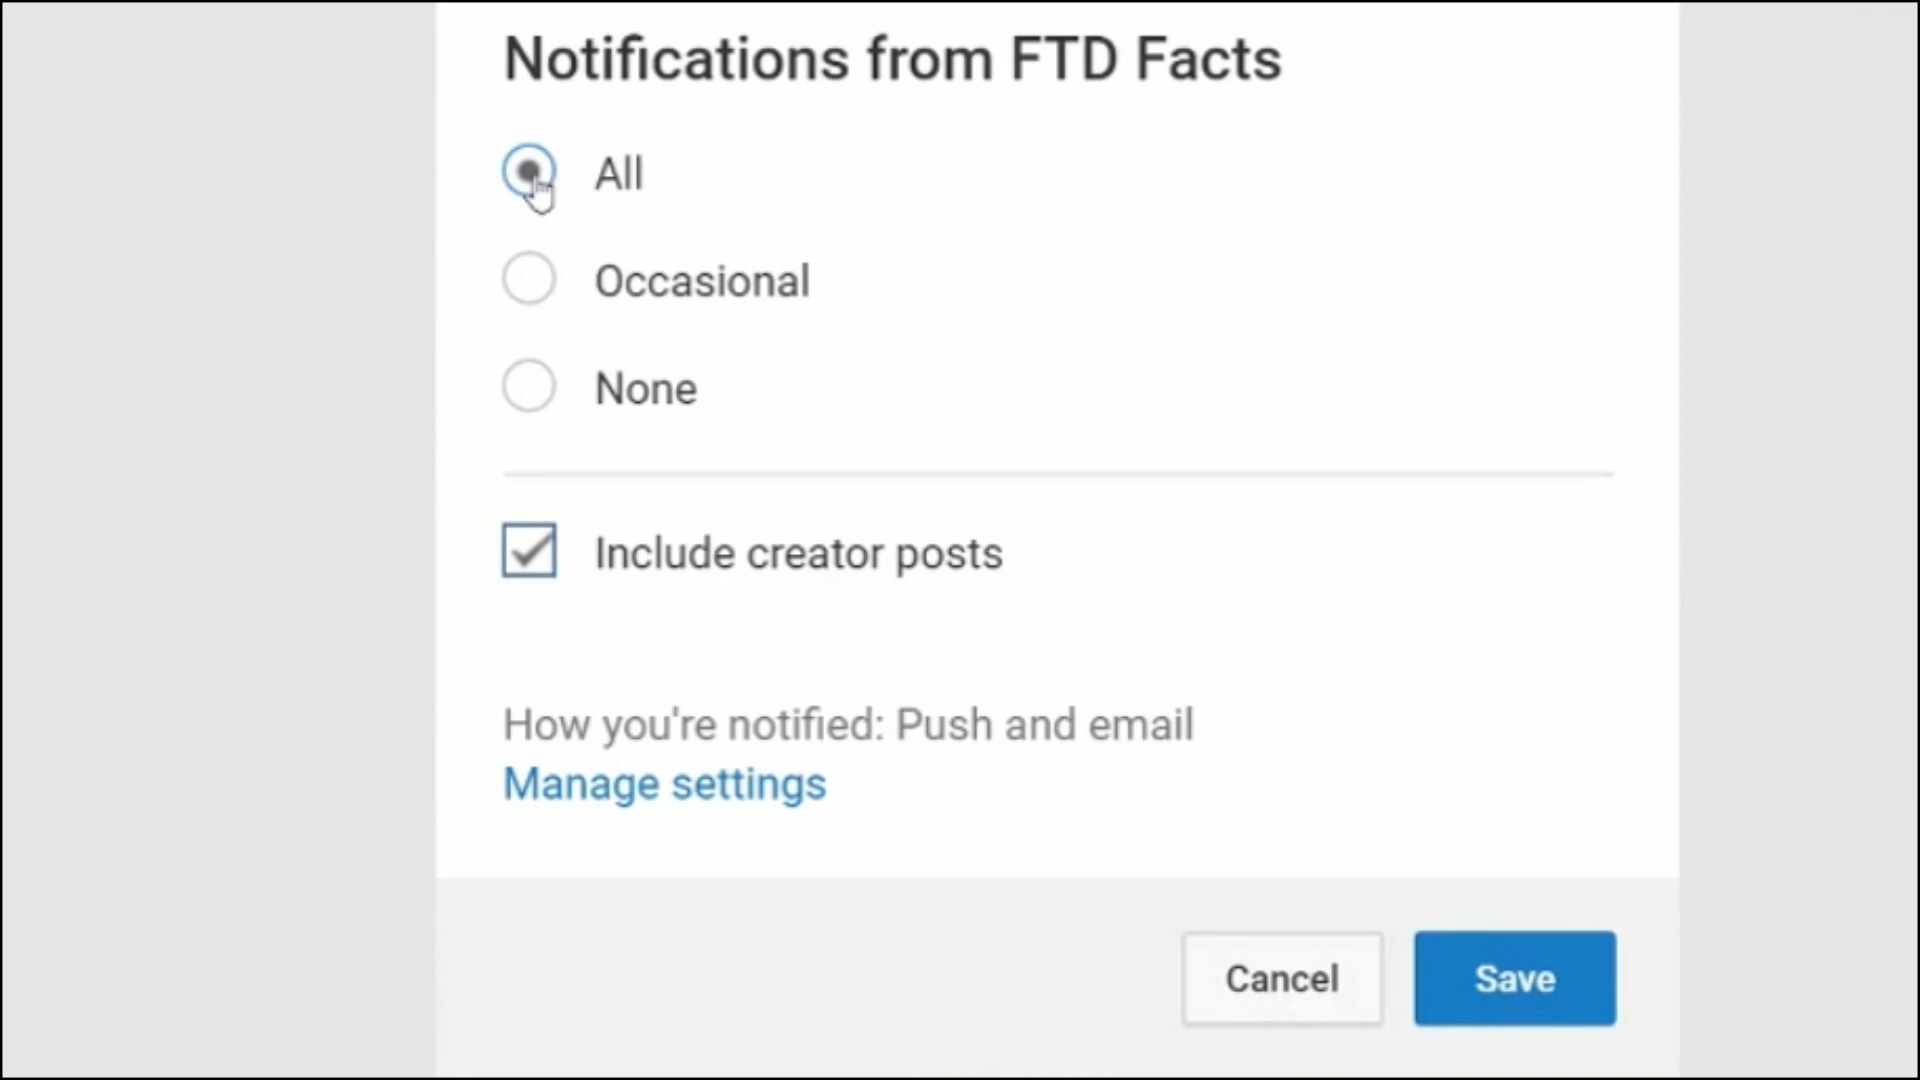 Notifications from FTD Facts
All
Occasional
None
Include creator posts
How you're notified: Push and email
Manage settings
Cancel
Save